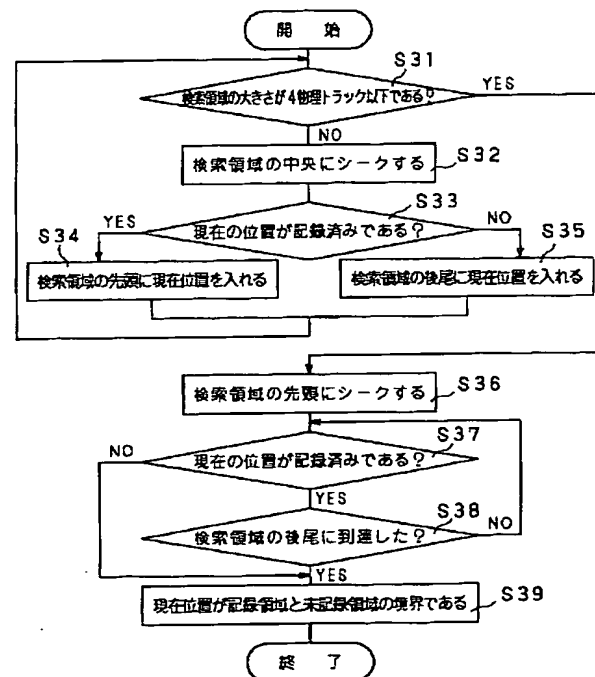 開 始
S31
検索領域の大きさが4物理トラック以下である?
YES
NO
検索領域の中央にシークする
S32
S33
現在の位置が記録済みである?
YES
NO
S34
検索領域の先頭に現在位置を入れる
S35
検索領域の後尾に現在位置を入れる
検索領域の先頭にシークする
S36
S37
現在の位置が記録済みである?
NO
YES
S38
検索領域の後尾に到達した?
NO
YES
現在位置が記録領域と未記録領域の境界である
S39
終 了